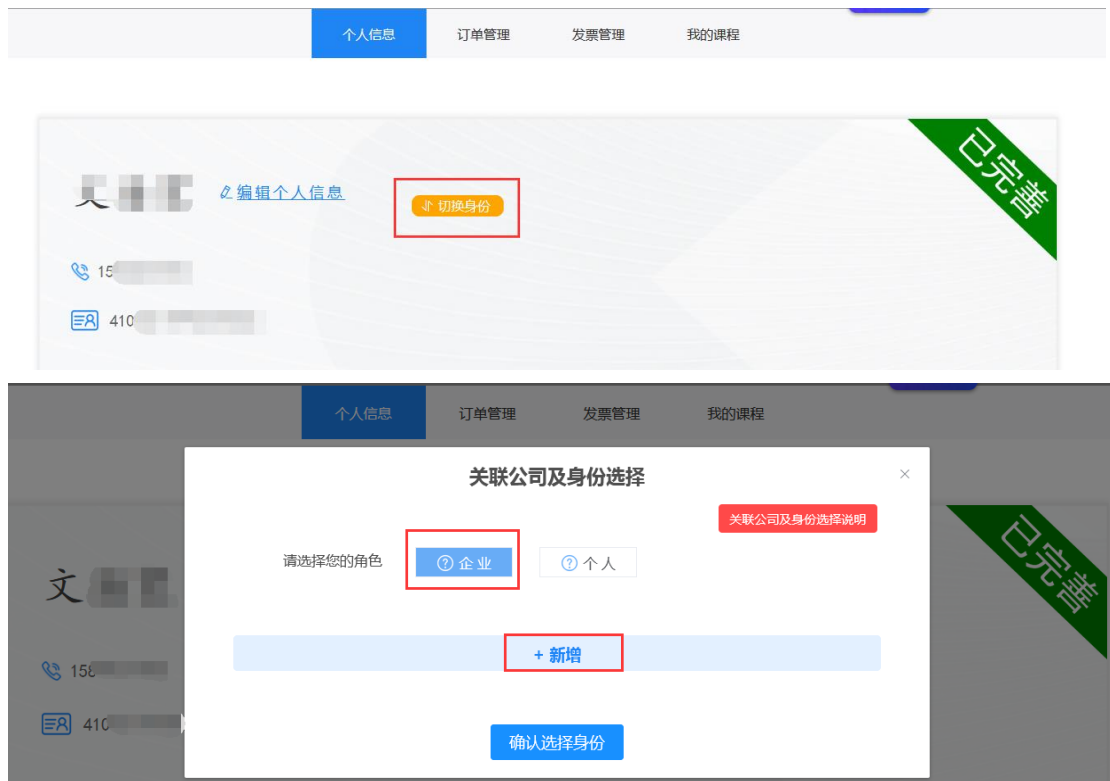 个人信息 订单管理 发票管理 我的课程
已完善
编辑个人信息 切换身份
15
410
个人信息 订单管理 发票管理 我的课程
关联公司及身份选择 ×
关联公司及身份选择说明
请选择您的角色 ? 企业 ? 个人
已完善
文
+ 新增
158
410
确认选择身份